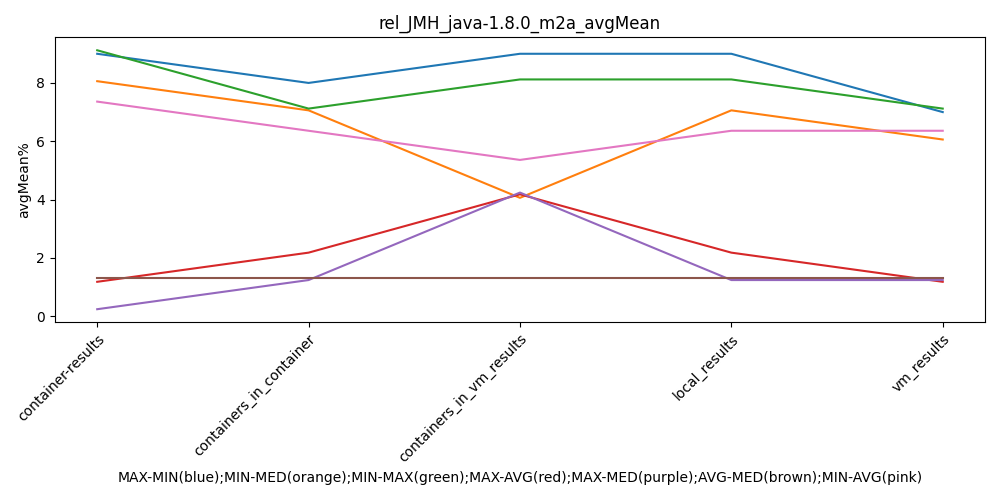 rel_JMH_java-1.8.0_m2a_avgMean
avgMean%
8
6
4
2
0
container-results
containers_in_container
containers_in_vm_results
local_results
vm_results
MAX-MIN(blue);MIN-MED(orange);MIN-MAX(green);MAX-AVG(red);MAX-MED(purple);AVG-MED(brown);MIN-AVG(pink)